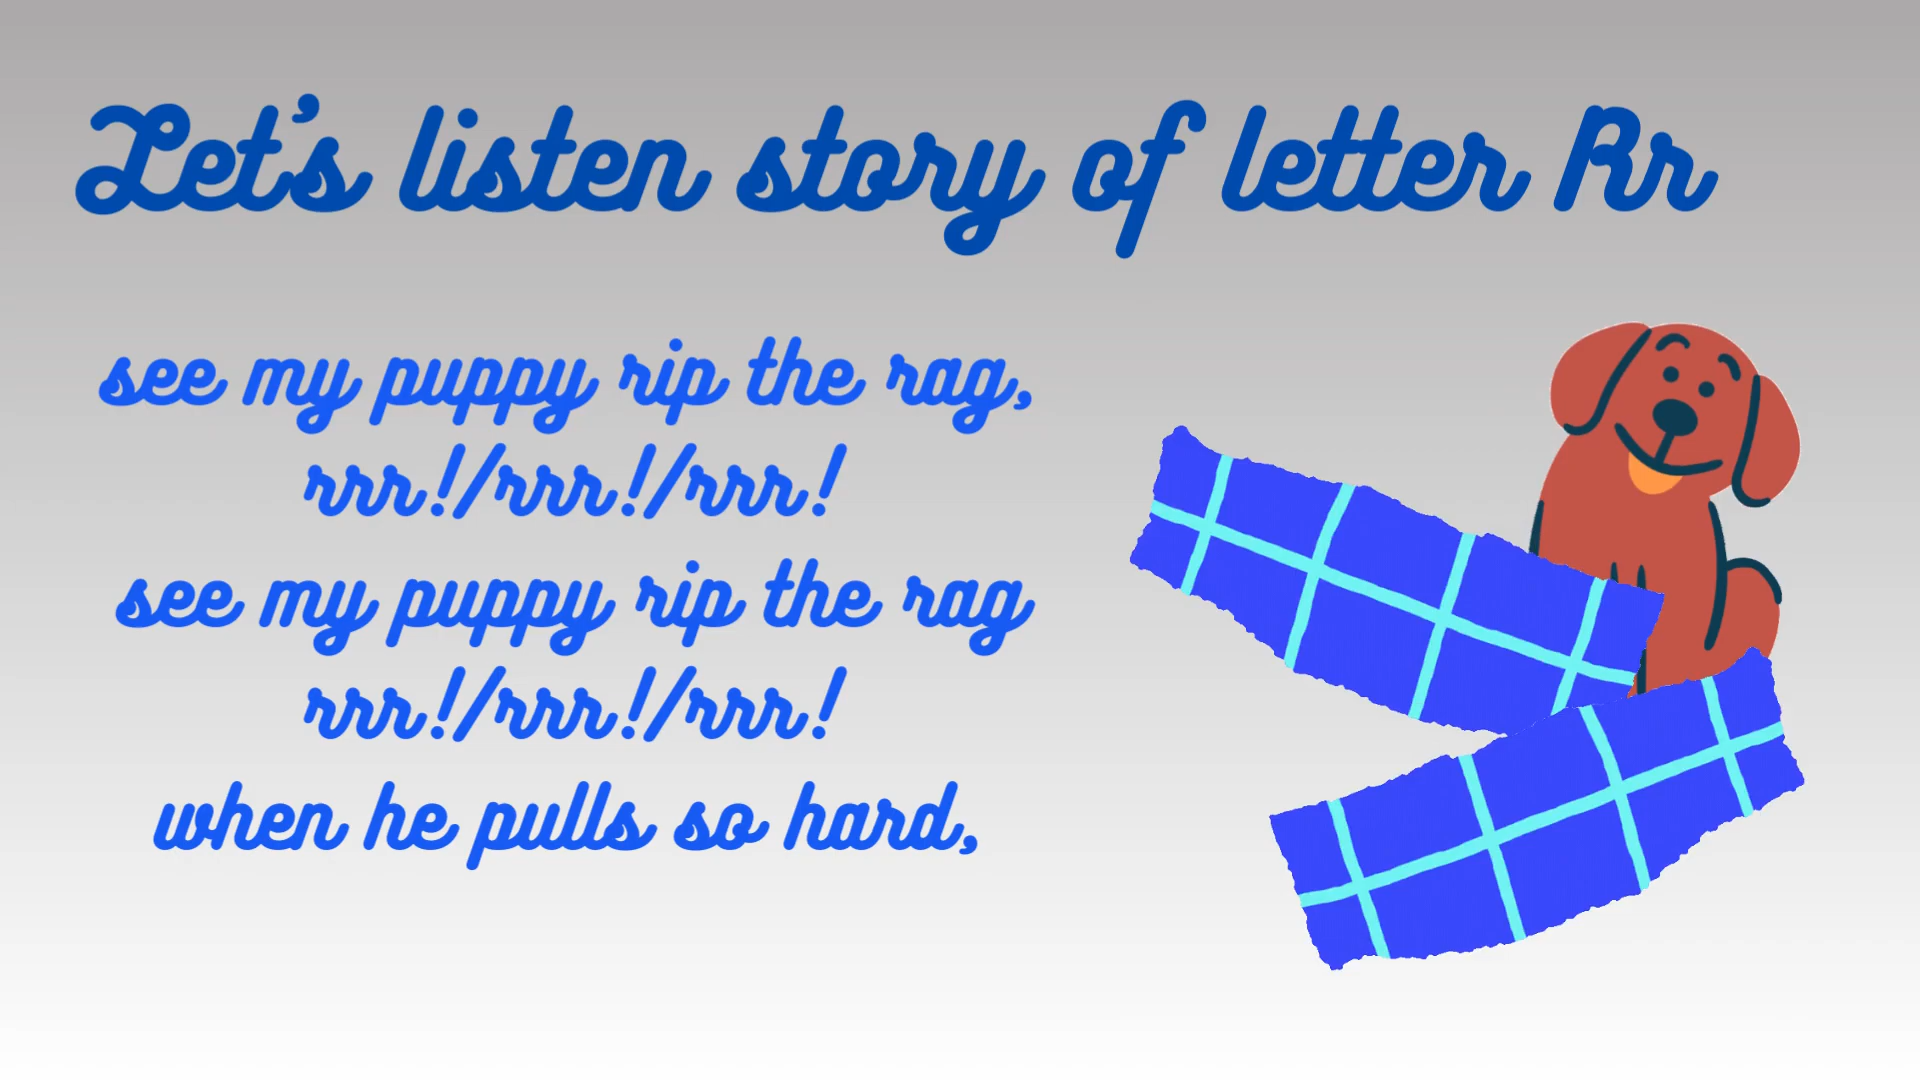 Let's listen story of letter Rr
see my puppy rip the rag,
rrr!/rrr!/rrr!
see my puppy rip the rag
rrr!/rrr!/rrr!
when he pulls so hard,